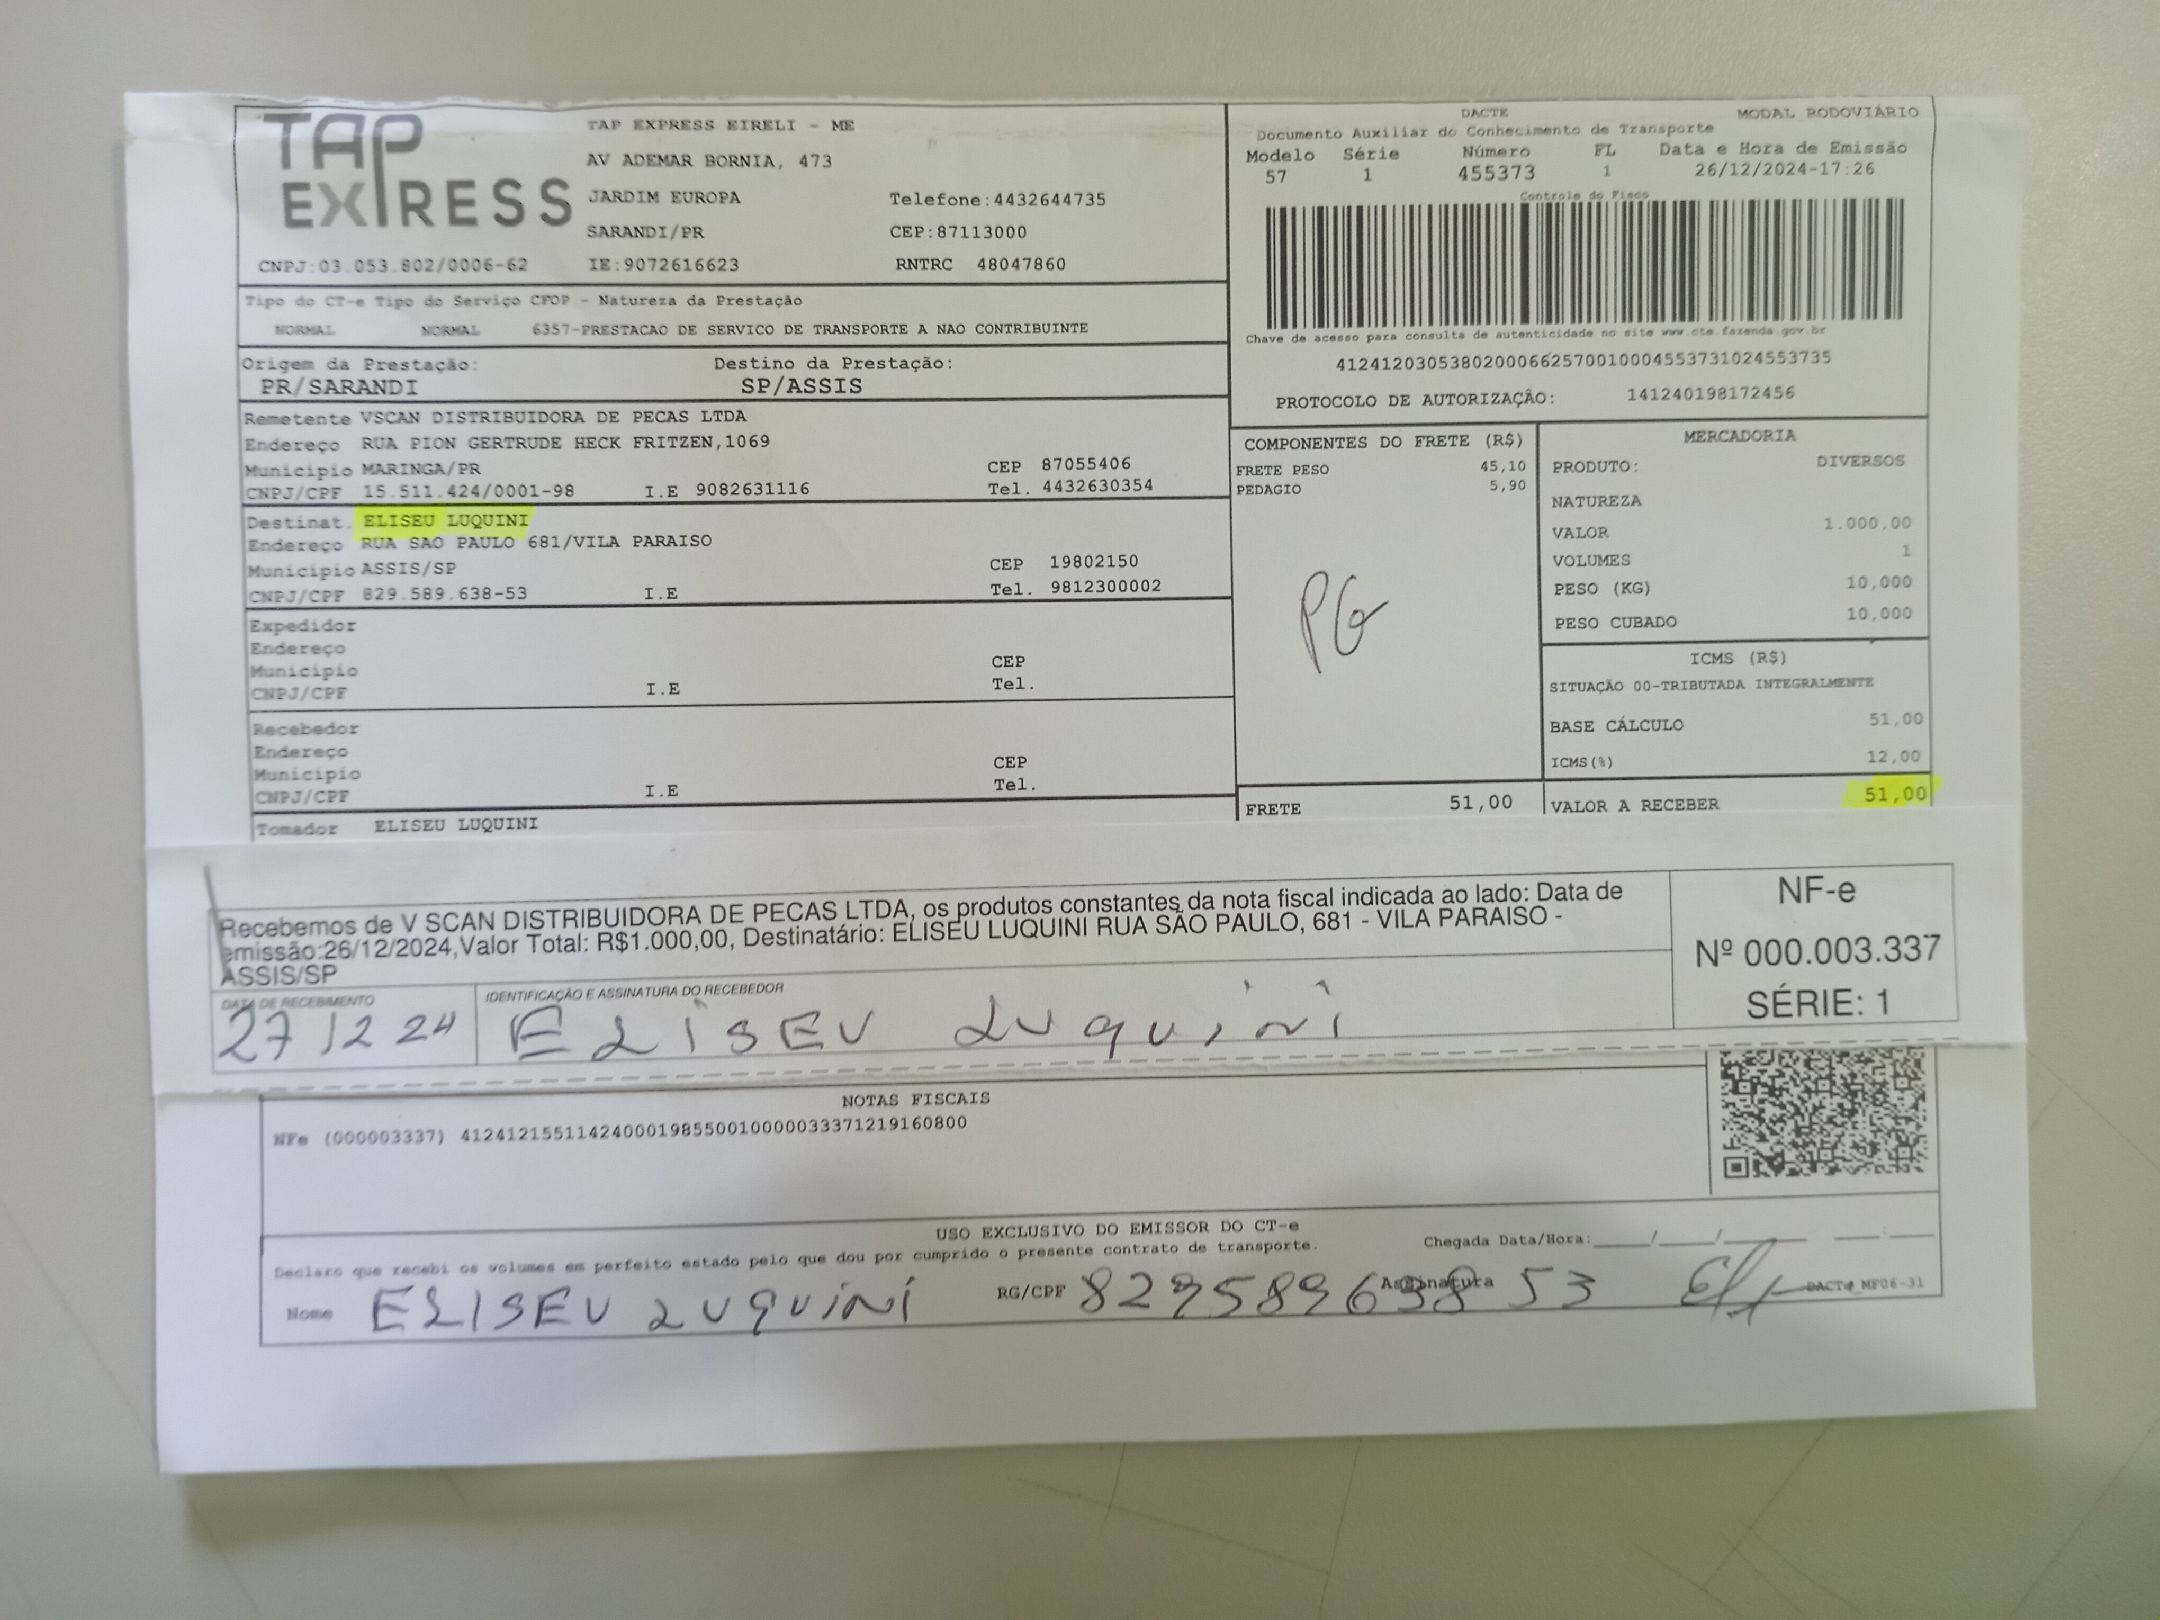 TAP EXPRESS
TAP EXPRESS EIRELI - ME
AV ADEMAR BORNIA, 473
JARDIM EUROPA Telefone:4432644735
SARANDI/PR CEP:87113000
CNPJ:03.053.802/0006-62 IE:9072616623 RNTRC 48047860
DACTE MODAL RODOVIÁRIO
Documento Auxiliar do Conhecimento de Transporte
Modelo Série Número FL Data e Hora de Emissão
57 1 455373 1 26/12/2024-17:26
Controle do Fisco
Chave de acesso para consulta de autenticidade no site www.cte.fazenda.gov.br
41241203053802000662570010004553731024553735
PROTOCOLO DE AUTORIZAÇÃO: 141240198172456
Tipo do CT-e Tipo do Serviço CFOP - Natureza da Prestação
NORMAL NORMAL 6357-PRESTACAO DE SERVICO DE TRANSPORTE A NAO CONTRIBUINTE
Origem da Prestação: Destino da Prestação:
PR/SARANDI SP/ASSIS
Remetente VSCAN DISTRIBUIDORA DE PECAS LTDA
Endereço RUA PION GERTRUDE HECK FRITZEN,1069
Municipio MARINGA/PR CEP 87055406
CNPJ/CPF 15.511.424/0001-98 I.E 9082631116 Tel. 4432630354
Destinat. ELISEU LUQUINI
Endereço RUA SAO PAULO 681/VILA PARAISO
Municipio ASSIS/SP CEP 19802150
CNPJ/CPF 829.589.638-53 I.E Tel. 9812300002
Expedidor
Endereço
Municipio CEP
CNPJ/CPF I.E Tel.
Recebedor
Endereço
Municipio CEP
CNPJ/CPF I.E Tel.
Tomador ELISEU LUQUINI
COMPONENTES DO FRETE (R$)
FRETE PESO 45,10
PEDAGIO 5,90
PG
FRETE 51,00
MERCADORIA
PRODUTO: DIVERSOS
NATUREZA
VALOR 1.000,00
VOLUMES 1
PESO (KG) 10,000
PESO CUBADO 10,000
ICMS (R$)
SITUAÇÃO 00-TRIBUTADA INTEGRALMENTE
BASE CÁLCULO 51,00
ICMS(%) 12,00
VALOR A RECEBER 51,00
Recebemos de V SCAN DISTRIBUIDORA DE PECAS LTDA, os produtos constantes da nota fiscal indicada ao lado: Data de
emissão:26/12/2024,Valor Total: R$1.000,00, Destinatário: ELISEU LUQUINI RUA SÃO PAULO, 681 - VILA PARAISO -
ASSIS/SP
NF-e
Nº 000.003.337
SÉRIE: 1
DATA DE RECEBIMENTO IDENTIFICAÇÃO E ASSINATURA DO RECEBEDOR
27 12 24 ELISEU LUQUINI
NOTAS FISCAIS
NFe (000003337) 41241215511424000198550010000033371219160800
USO EXCLUSIVO DO EMISSOR DO CT-e
Declaro que recebi os volumes em perfeito estado pelo que dou por cumprido o presente contrato de transporte. Chegada Data/Hora:____/____/____ ____:____
Nome ELISEU LUQUINI RG/CPF 829589638 53 Assinatura DACTe_MF06-31